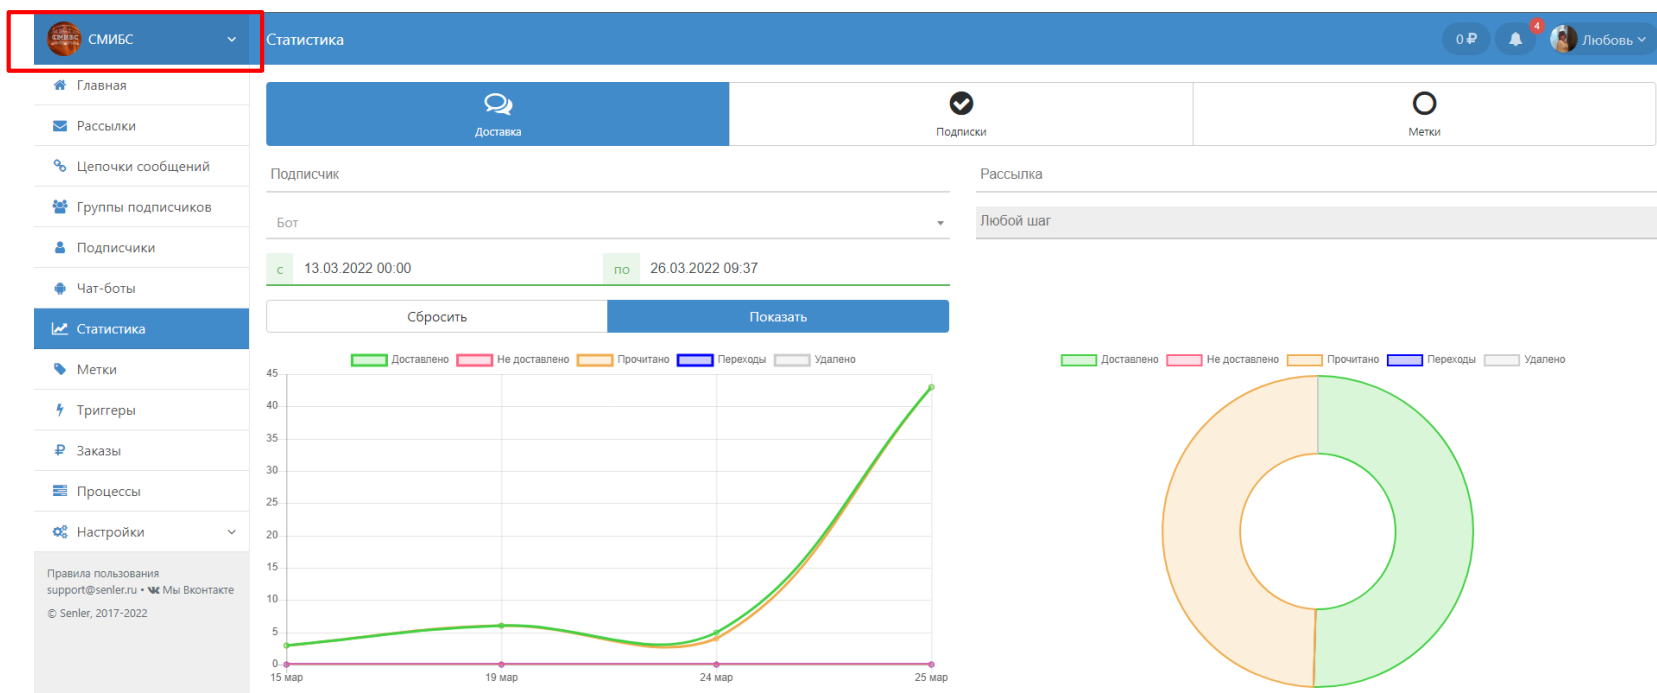 СМИБС
Статистика
0 ₽
4
Любовь
Главная
Рассылки
Цепочки сообщений
Группы подписчиков
Подписчики
Чат-боты
Статистика
Метки
Триггеры
Заказы
Процессы
Настройки
Правила пользования
support@senler.ru • Мы Вконтакте
© Senler, 2017-2022
Доставка
Подписки
Метки
Подписчик
Рассылка
Бот
Любой шаг
с 13.03.2022 00:00 по 26.03.2022 09:37
Сбросить
Показать
Доставлено Не доставлено Прочитано Переходы Удалено
45
40
35
30
25
20
15
10
5
0
15 мар 19 мар 24 мар 25 мар
Доставлено Не доставлено Прочитано Переходы Удалено